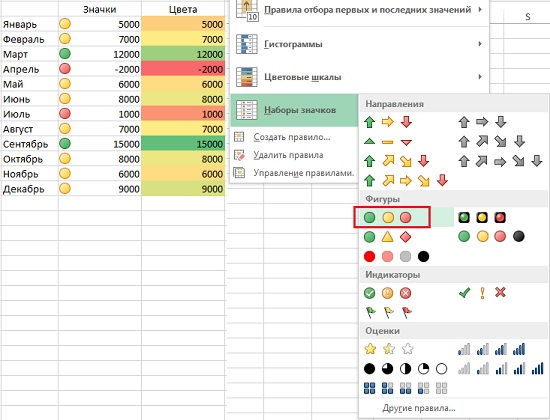 Значки Цвета
Январь 5000 5000
Февраль 7000 7000
Март 12000 12000
Апрель -2000 -2000
Май 6000 6000
Июнь 8000 8000
Июль 1000 1000
Август 7000 7000
Сентябрь 15000 15000
Октябрь 8000 8000
Ноябрь 6000 6000
Декабрь 9000 9000
10 Правила отбора первых и последних значений
Гистограммы
Цветовые шкалы
Наборы значков
Создать правило...
Удалить правила
Управление правилами...
S
Направления
Фигуры
Индикаторы
Оценки
Другие правила...